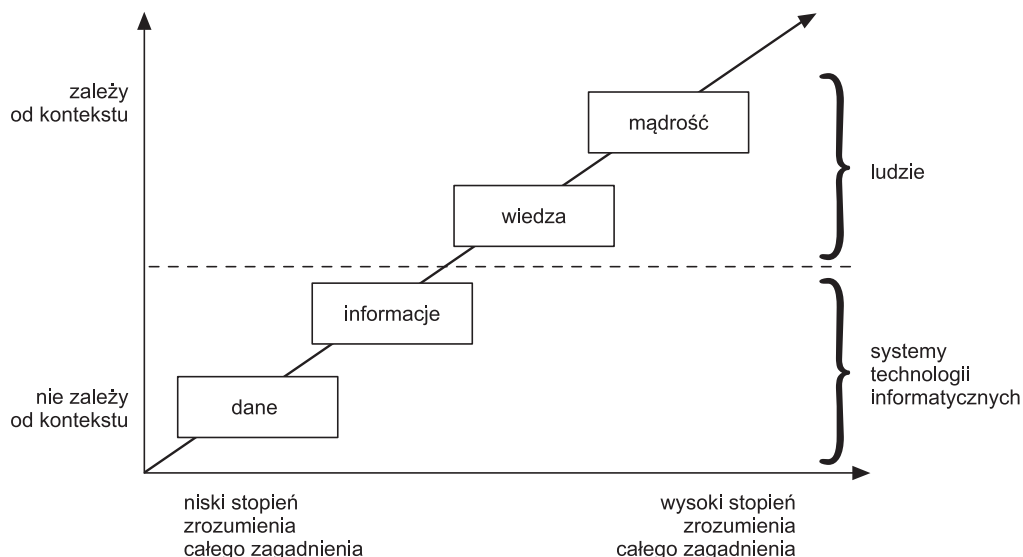 zależy
od kontekstu
mądrość
ludzie
wiedza
informacje
systemy
technologii
informatycznych
nie zależy
od kontekstu
dane
niski stopień
zrozumienia
całego zagadnienia
wysoki stopień
zrozumienia
całego zagadnienia